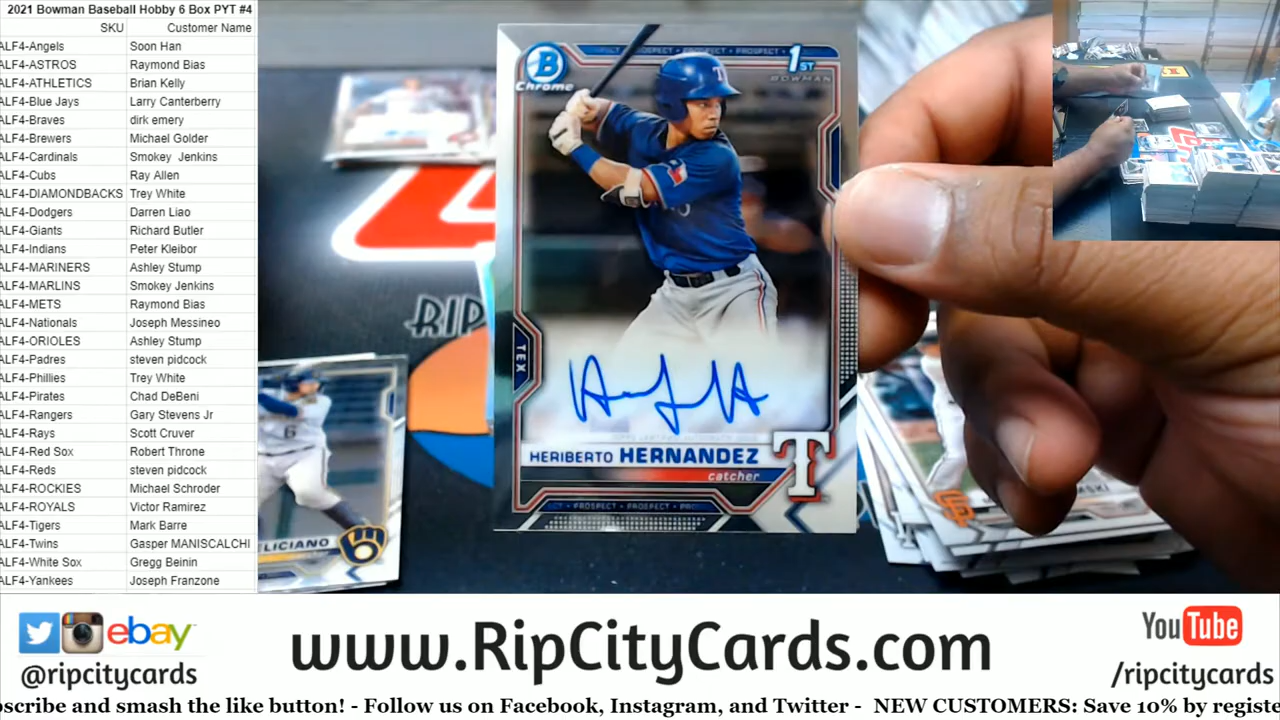 2021 Bowman Baseball Hobby 6 Box PYT #4
SKU Customer Name
ALF4-Angels Soon Han
ALF4-ASTROS Raymond Bias
ALF4-ATHLETICS Brian Kelly
ALF4-Blue Jays Larry Canterberry
ALF4-Braves dirk emery
ALF4-Brewers Michael Golder
ALF4-Cardinals Smokey Jenkins
ALF4-Cubs Ray Allen
ALF4-DIAMONDBACKS Trey White
ALF4-Dodgers Darren Liao
ALF4-Giants Richard Butler
ALF4-Indians Peter Kleibor
ALF4-MARINERS Ashley Stump
ALF4-MARLINS Smokey Jenkins
ALF4-METS Raymond Bias
ALF4-Nationals Joseph Messineo
ALF4-ORIOLES Ashley Stump
ALF4-Padres steven pidcock
ALF4-Phillies Trey White
ALF4-Pirates Chad DeBeni
ALF4-Rangers Gary Stevens Jr
ALF4-Rays Scott Cruver
ALF4-Red Sox Robert Throne
ALF4-Reds steven pidcock
ALF4-ROCKIES Michael Schroder
ALF4-ROYALS Victor Ramirez
ALF4-Tigers Mark Barre
ALF4-Twins Gasper MANISCALCHI
ALF4-White Sox Gregg Beinin
ALF4-Yankees Joseph Franzone
B Chrome
PROSPECT PROSPECT
1ST
BOWMAN
T
TEX
HERIBERTO HERNANDEZ
catcher
T
PROSPECT PROSPECT
RIP
6
ELICIANO
SF
ebay
@ripcitycards
www.RipCityCards.com
YouTube
/ripcitycards
bscribe and smash the like button! - Follow us on Facebook, Instagram, and Twitter - NEW CUSTOMERS: Save 10% by registe